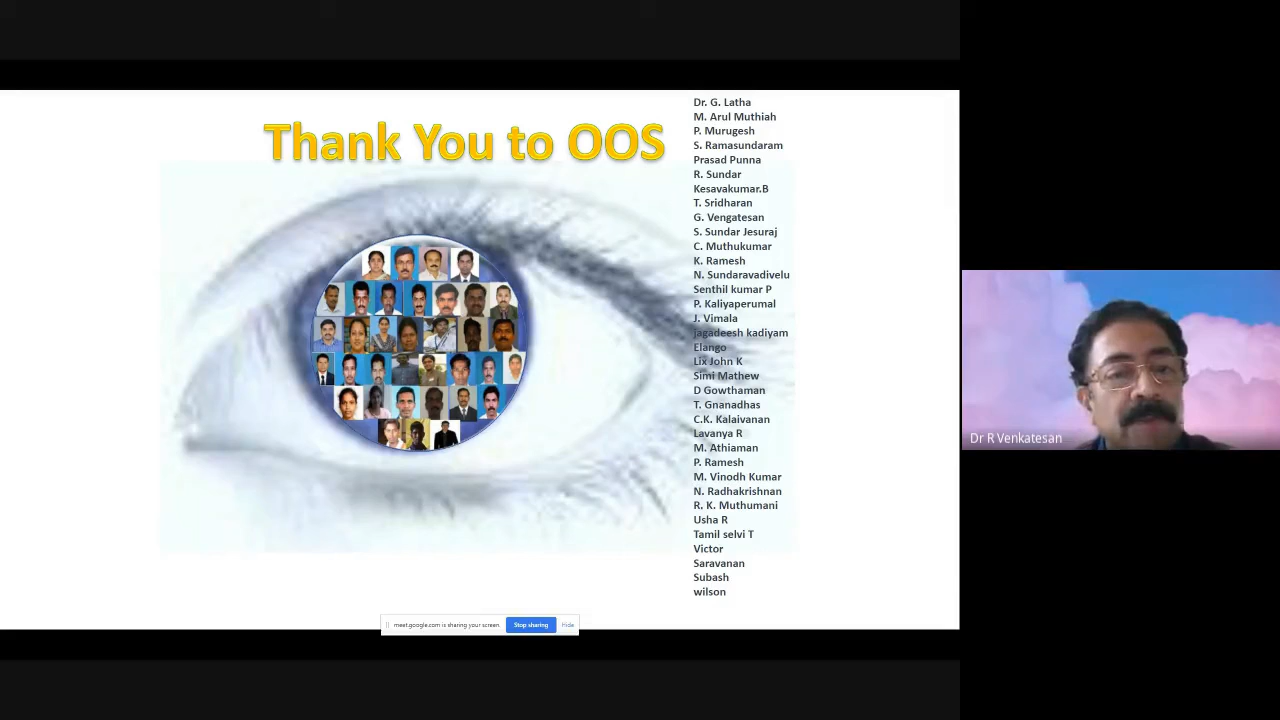 Thank You to OOS
Dr. G. Latha
M. Arul Muthiah
P. Murugesh
S. Ramasundaram
Prasad Punna
R. Sundar
Kesavakumar.B
T. Sridharan
G. Vengatesan
S. Sundar Jesuraj
C. Muthukumar
K. Ramesh
N. Sundaravadivelu
Senthil kumar P
P. Kaliyaperumal
J. Vimala
jagadeesh kadiyam
Elango
Lix John K
Simi Mathew
D Gowthaman
T. Gnanadhas
C.K. Kalaivanan
Lavanya R
M. Athiaman
P. Ramesh
M. Vinodh Kumar
N. Radhakrishnan
R. K. Muthumani
Usha R
Tamil selvi T
Victor
Saravanan
Subash
wilson
meet.google.com is sharing your screen. Stop sharing Hide
Dr R Venkatesan